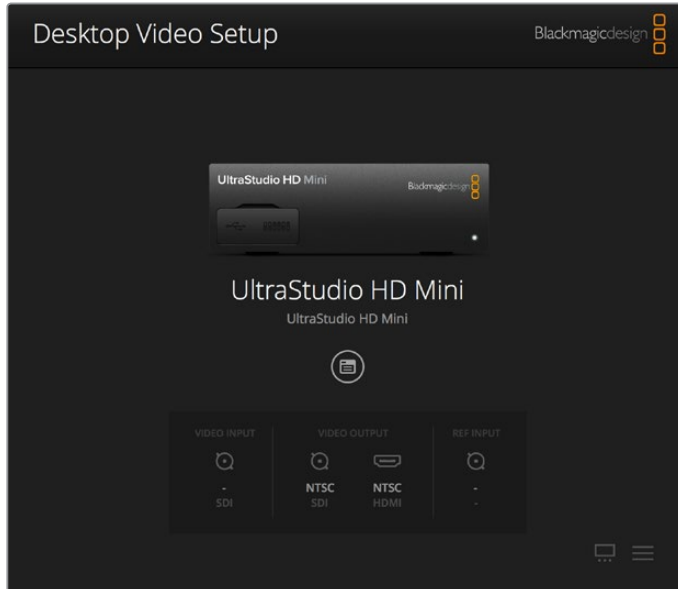 Desktop Video Setup
Blackmagicdesign
UltraStudio HD Mini
Blackmagicdesign
UltraStudio HD Mini
UltraStudio HD Mini
VIDEO INPUT VIDEO OUTPUT REF INPUT
- NTSC NTSC -
SDI SDI HDMI -